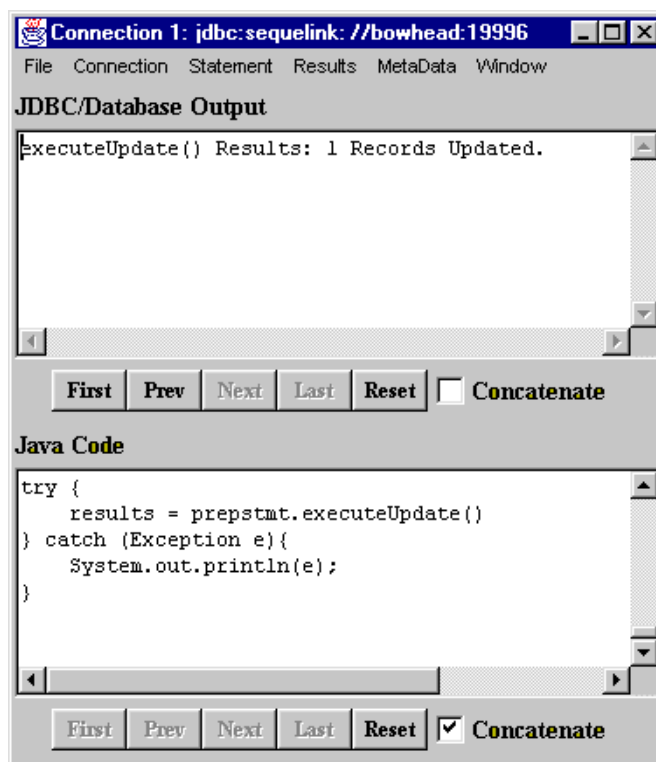 Connection 1: jdbc:sequelink: //bowhead:19996
File Connection Statement Results MetaData Window
JDBC/Database Output
executeUpdate() Results: 1 Records Updated.
First Prev Next Last Reset Concatenate
Java Code
try {
    results = prepstmt.executeUpdate()
} catch (Exception e){
    System.out.println(e);
}
First Prev Next Last Reset Concatenate